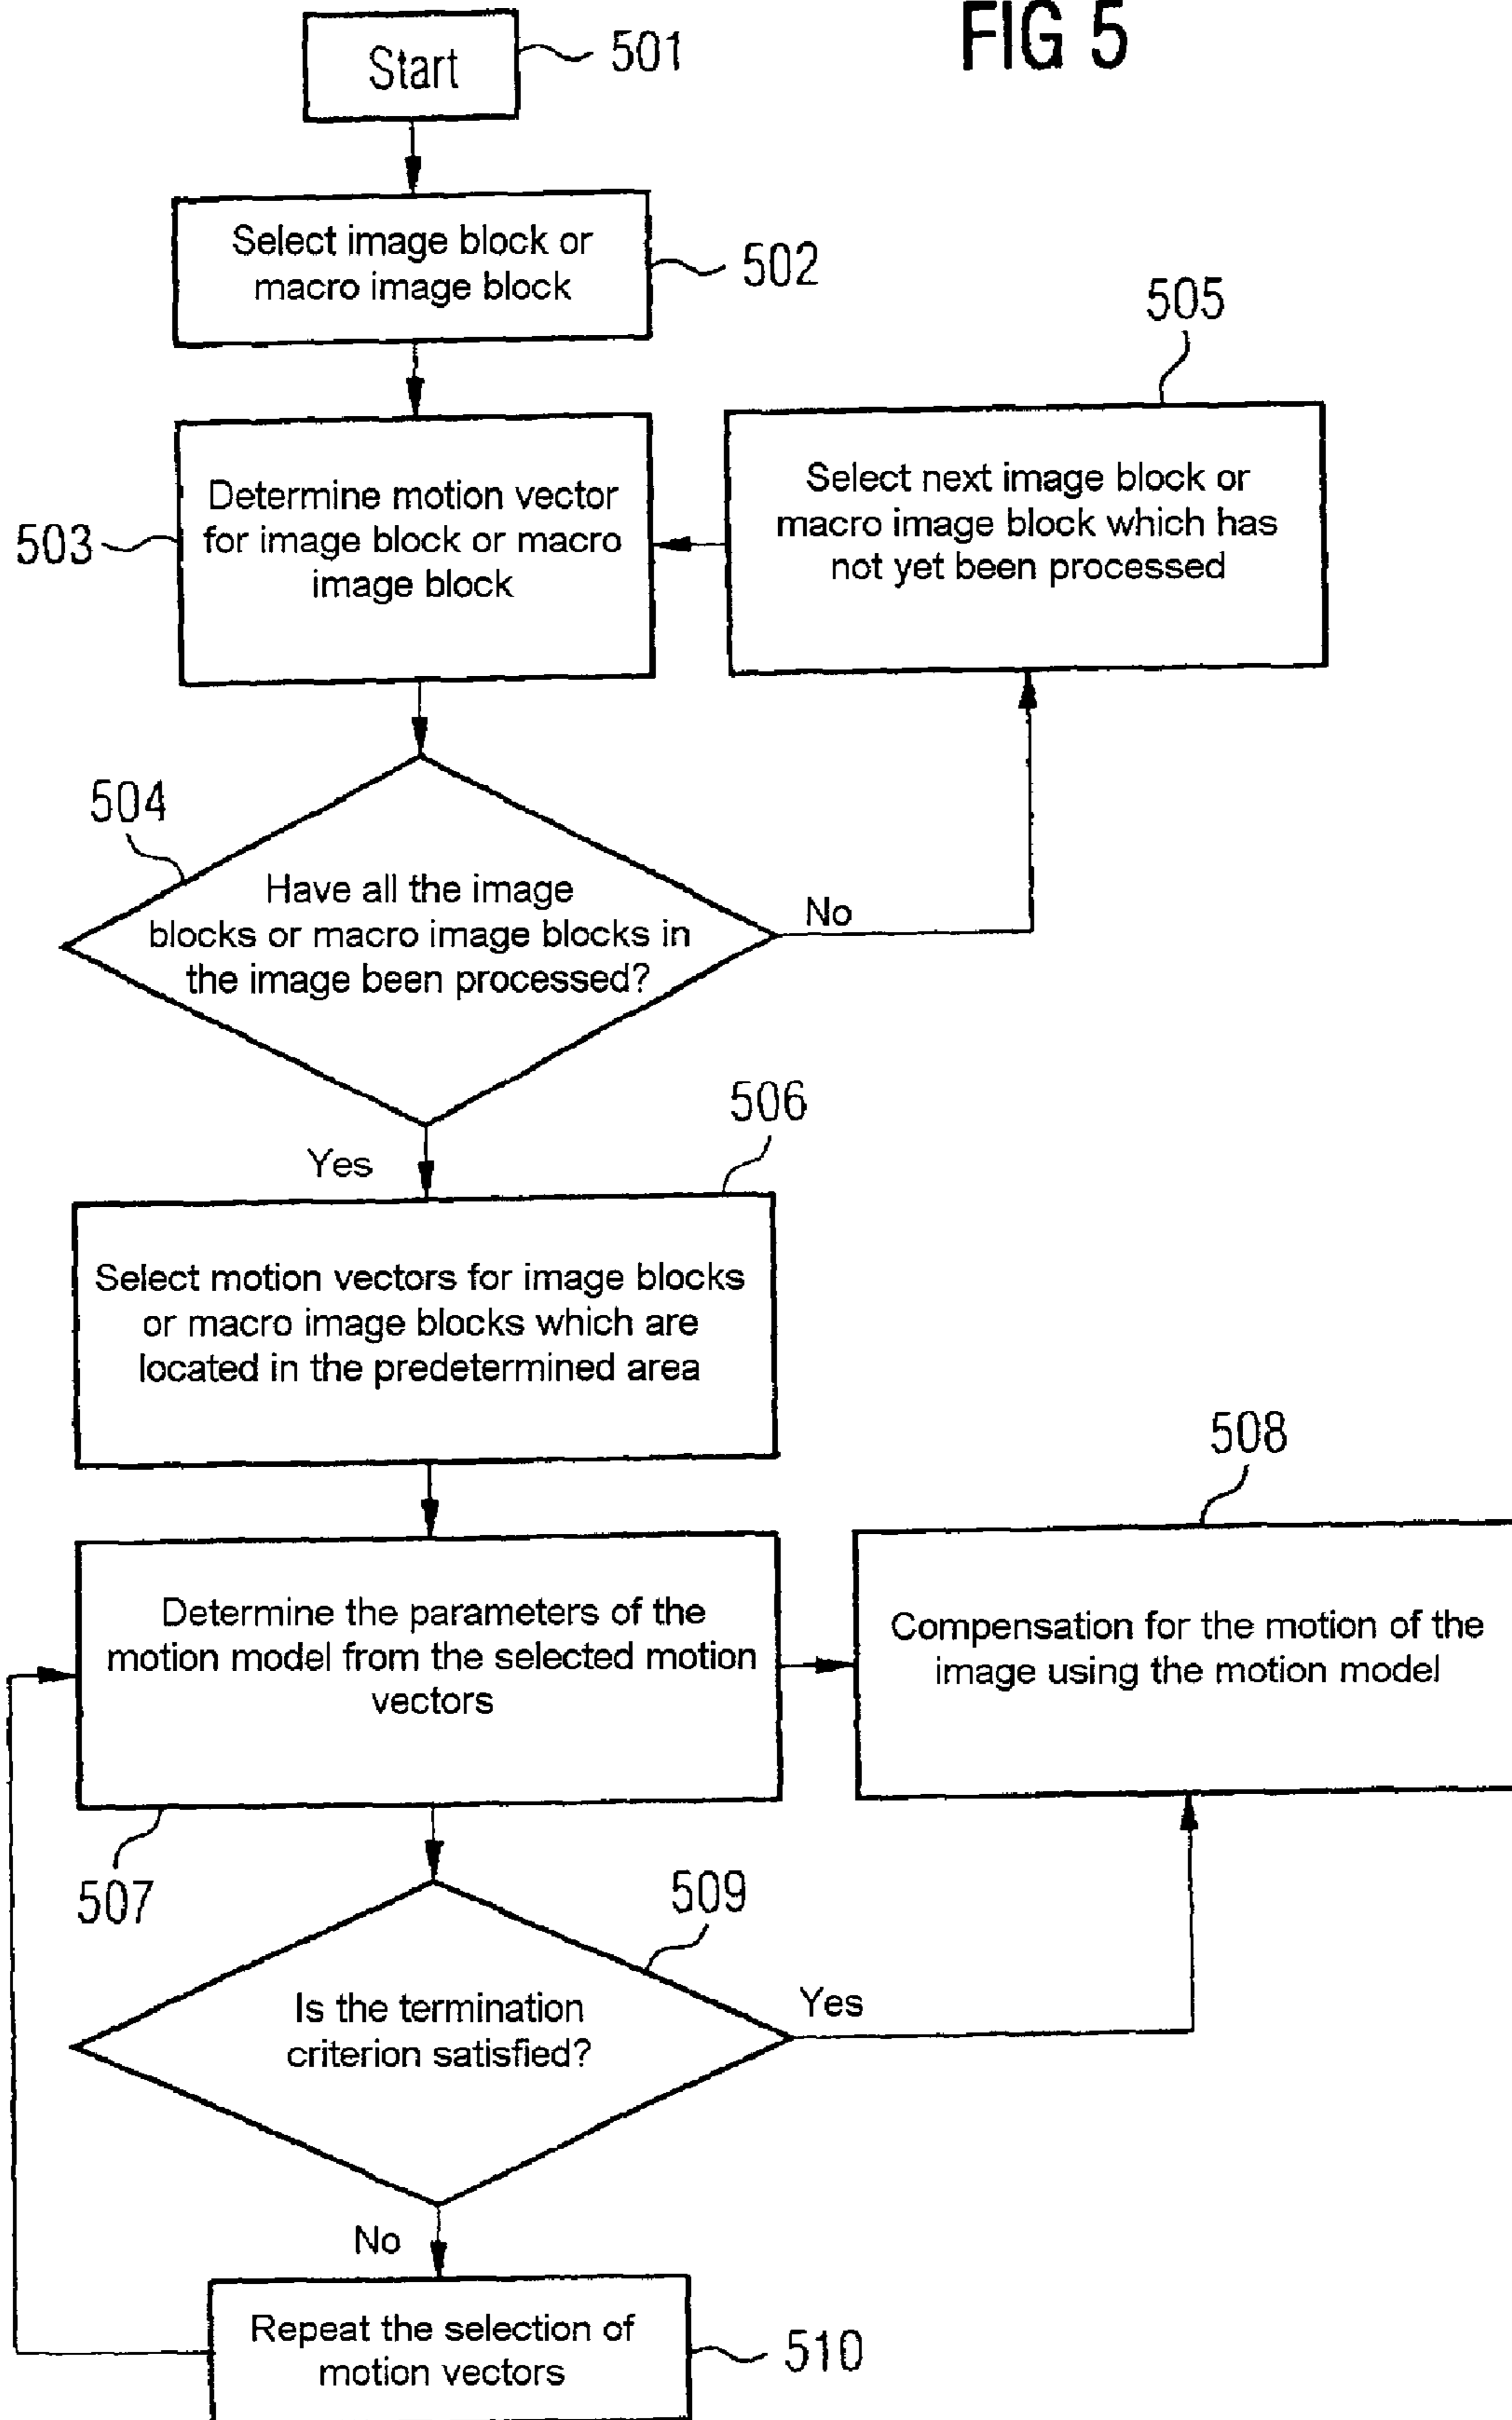 FIG 5
Start
501
Select image block or
macro image block
502
505
Select next image block or
macro image block which has
not yet been processed
503
Determine motion vector
for image block or macro
image block
504
Have all the image
blocks or macro image blocks in
the image been processed?
No
Yes
506
Select motion vectors for image blocks
or macro image blocks which are
located in the predetermined area
508
Determine the parameters of the
motion model from the selected motion
vectors
Compensation for the motion of the
image using the motion model
507
509
Is the termination
criterion satisfied?
Yes
No
Repeat the selection of
motion vectors
510